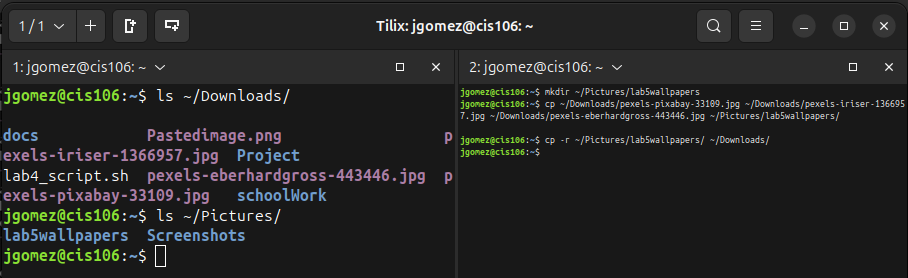 1 / 1
Tilix: jgomez@cis106: ~
1: jgomez@cis106: ~
jgomez@cis106:~$ ls ~/Downloads/
docs Pastedimage.png p
exels-iriser-1366957.jpg Project
lab4_script.sh pexels-eberhardgross-443446.jpg p
exels-pixabay-33109.jpg schoolWork
jgomez@cis106:~$ ls ~/Pictures/
lab5wallpapers Screenshots
jgomez@cis106:~$
2: jgomez@cis106: ~
jgomez@cis106:~$ mkdir ~/Pictures/lab5wallpapers
jgomez@cis106:~$ cp ~/Downloads/pexels-pixabay-33109.jpg ~/Downloads/pexels-iriser-136695
7.jpg ~/Downloads/pexels-eberhardgross-443446.jpg ~/Pictures/lab5wallpapers/
jgomez@cis106:~$ cp -r ~/Pictures/lab5wallpapers/ ~/Downloads/
jgomez@cis106:~$